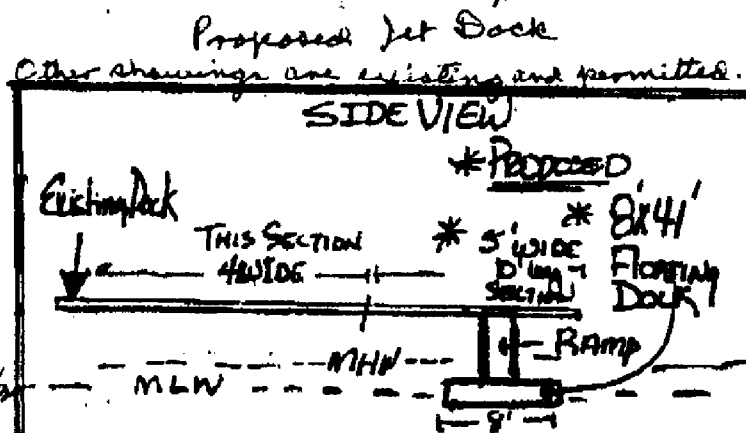 Proposed Jet Dock
Other showings are existing and permitted.
SIDE VIEW
* PROPOSED
Existing Dock
THIS SECTION
4' WIDE
* 5' WIDE
LONG
SECTION
* 8'x41'
FLOATING
DOCK
RAMP
MHW
MLW
8'